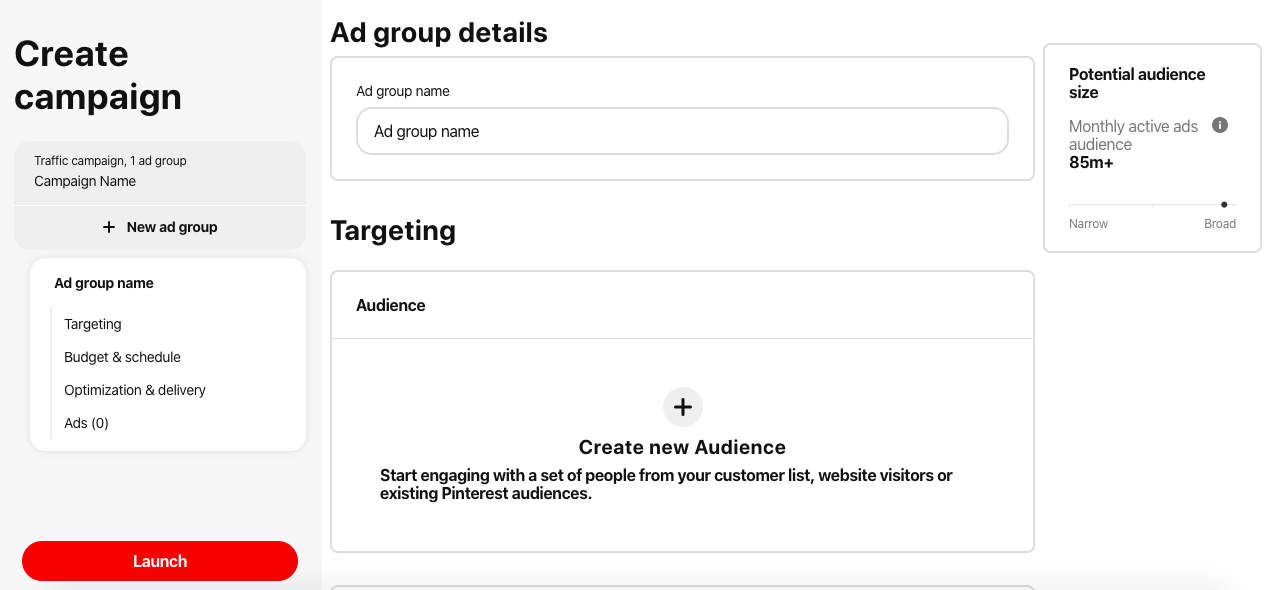 Create
campaign
Traffic campaign, 1 ad group
Campaign Name
New ad group
Ad group name
Targeting
Budget & schedule
Optimization & delivery
Ads (0)
Launch
Ad group details
Ad group name
Ad group name
Targeting
Audience
Create new Audience
Start engaging with a set of people from your customer list, website visitors or
existing Pinterest audiences.
Potential audience
size
Monthly active ads
audience
85m+
Narrow Broad